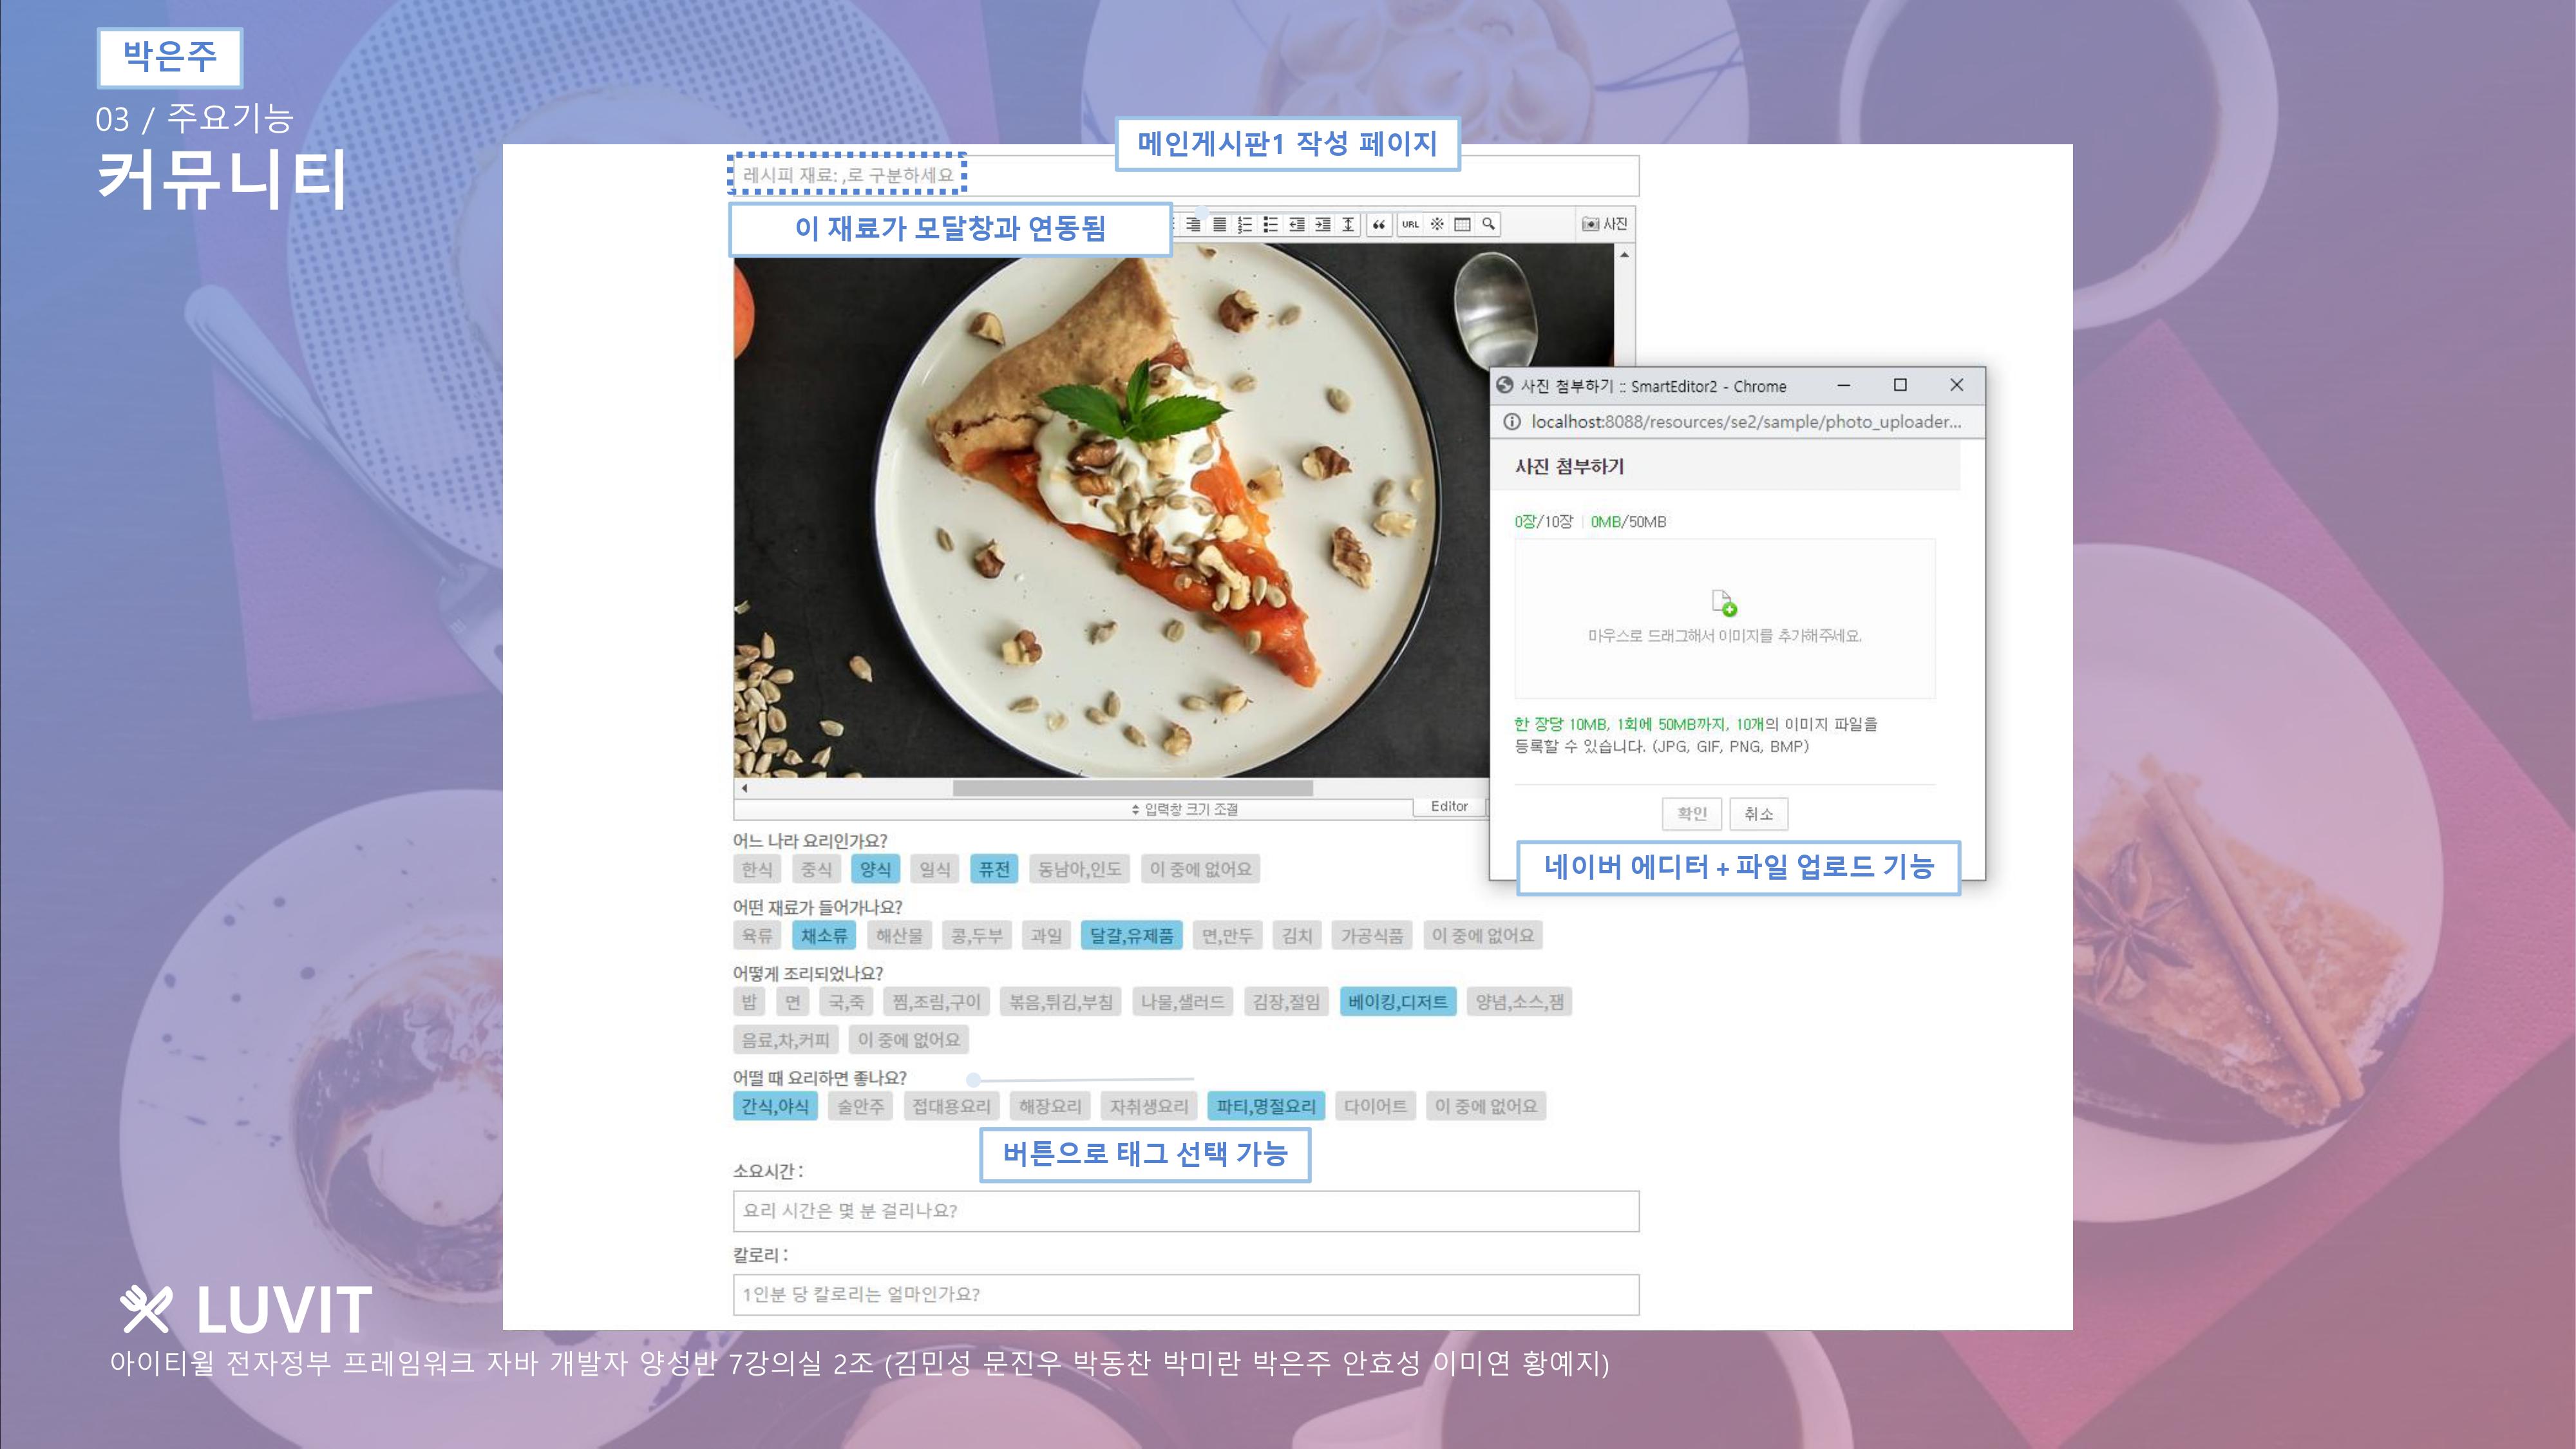 박은주
03 / 주요기능
커뮤니티
메인게시판1 작성 페이지
레시피 재료: ,로 구분하세요
이 재료가 모달창과 연동됨
URL
사진
사진 첨부하기 :: SmartEditor2 - Chrome
localhost:8088/resources/se2/sample/photo_uploader...
사진 첨부하기
0장/10장 | 0MB/50MB
마우스로 드래그해서 이미지를 추가해주세요.
한 장당 10MB, 1회에 50MB까지, 10개의 이미지 파일을
등록할 수 있습니다. (JPG, GIF, PNG, BMP)
확인 취소
네이버 에디터 + 파일 업로드 기능
입력창 크기 조절
Editor
어느 나라 요리인가요?
한식 중식 양식 일식 퓨전 동남아,인도 이 중에 없어요
어떤 재료가 들어가나요?
육류 채소류 해산물 콩,두부 과일 달걀,유제품 면,만두 김치 가공식품 이 중에 없어요
어떻게 조리되었나요?
밥 면 국,죽 찜,조림,구이 볶음,튀김,부침 나물,샐러드 김장,절임 베이킹,디저트 양념,소스,잼
음료,차,커피 이 중에 없어요
어떨 때 요리하면 좋나요?
간식,야식 술안주 접대용요리 해장요리 자취생요리 파티,명절요리 다이어트 이 중에 없어요
버튼으로 태그 선택 가능
소요시간 :
요리 시간은 몇 분 걸리나요?
칼로리 :
1인분 당 칼로리는 얼마인가요?
LUVIT
아이티윌 전자정부 프레임워크 자바 개발자 양성반 7강의실 2조 (김민성 문진우 박동찬 박미란 박은주 안효성 이미연 황예지)